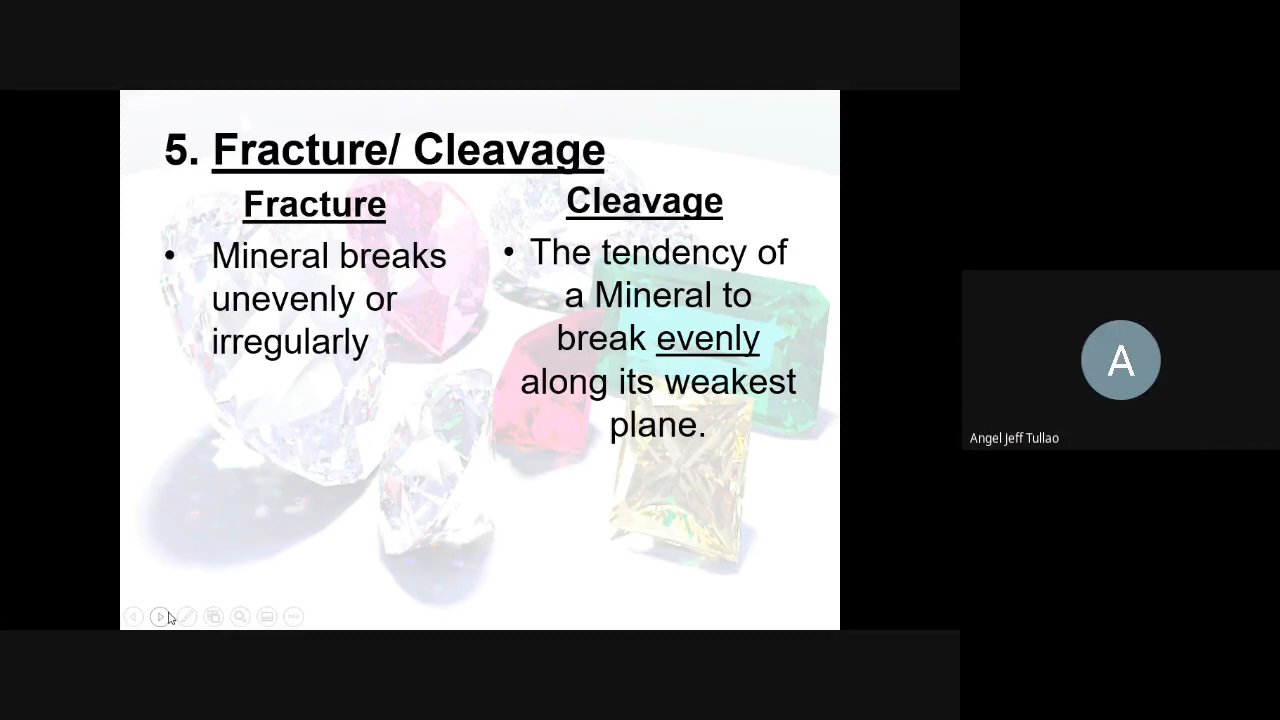 5. Fracture/ Cleavage
Fracture
• Mineral breaks
unevenly or
irregularly
Cleavage
• The tendency of
a Mineral to
break evenly
along its weakest
plane.
A
Angel Jeff Tullao